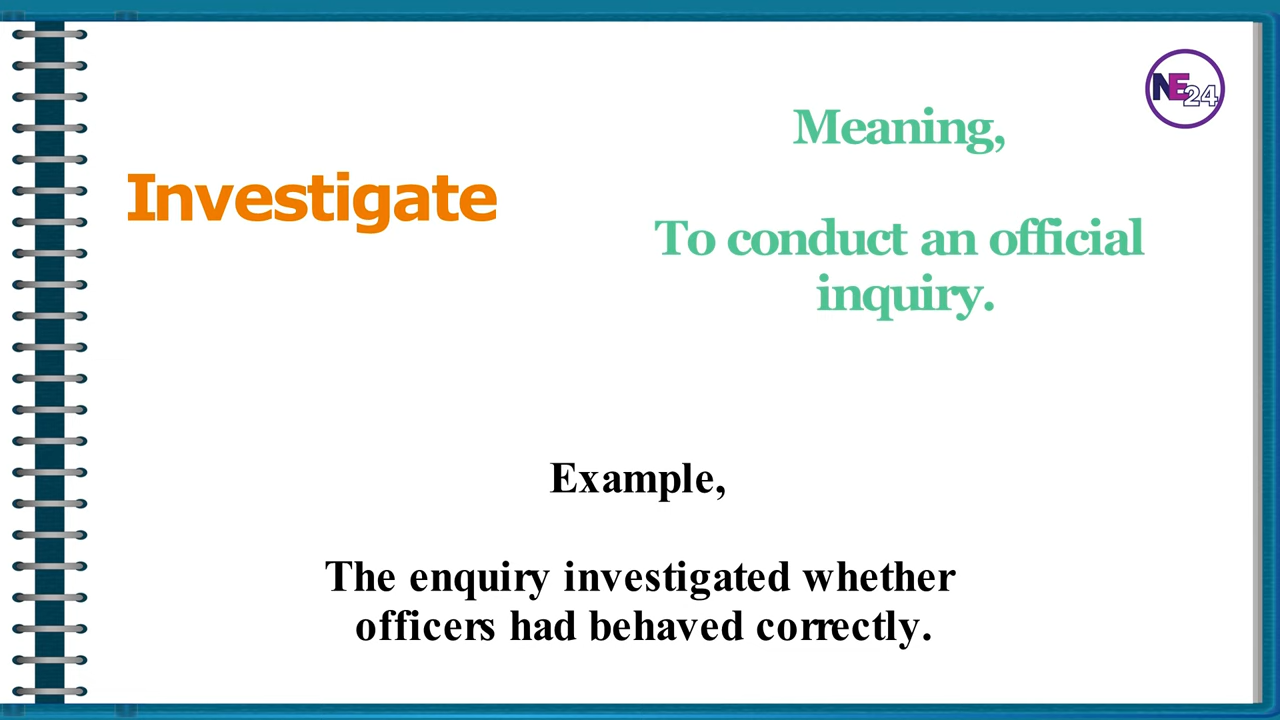 NE24
Meaning,
Investigate
To conduct an official
inquiry.
Example,
The enquiry investigated whether
officers had behaved correctly.